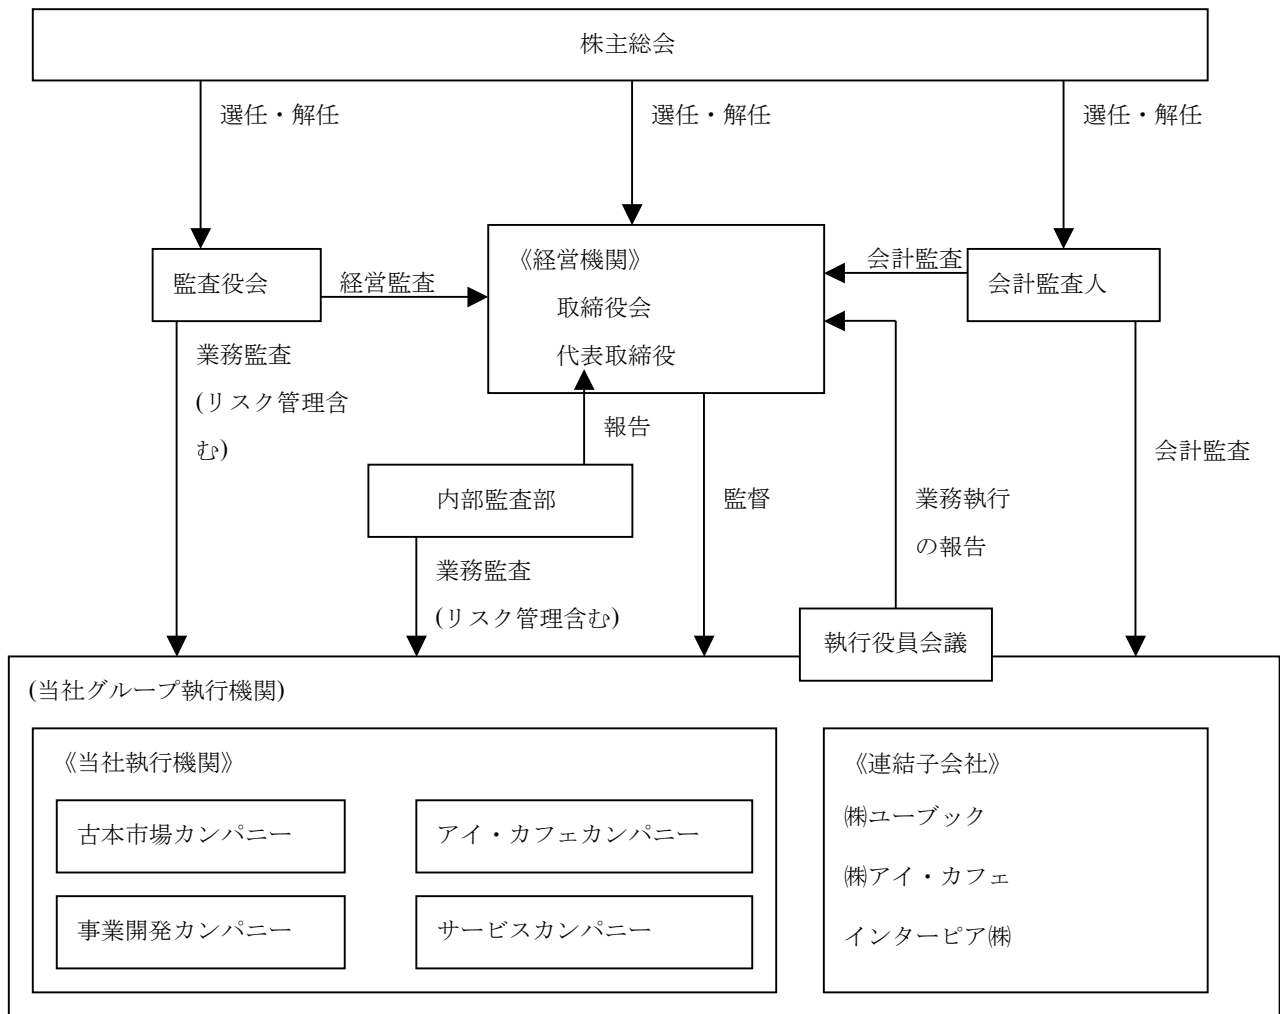 株主総会
選任・解任
選任・解任
選任・解任
監査役会
経営監査
《経営機関》
取締役会
代表取締役
会計監査
会計監査人
業務監査
(リスク管理含
む)
報告
内部監査部
監督
業務執行
の報告
会計監査
業務監査
(リスク管理含む)
執行役員会議
(当社グループ執行機関)
《当社執行機関》
古本市場カンパニー
アイ・カフェカンパニー
事業開発カンパニー
サービスカンパニー
《連結子会社》
㈱ユーブック
㈱アイ・カフェ
インターピア㈱